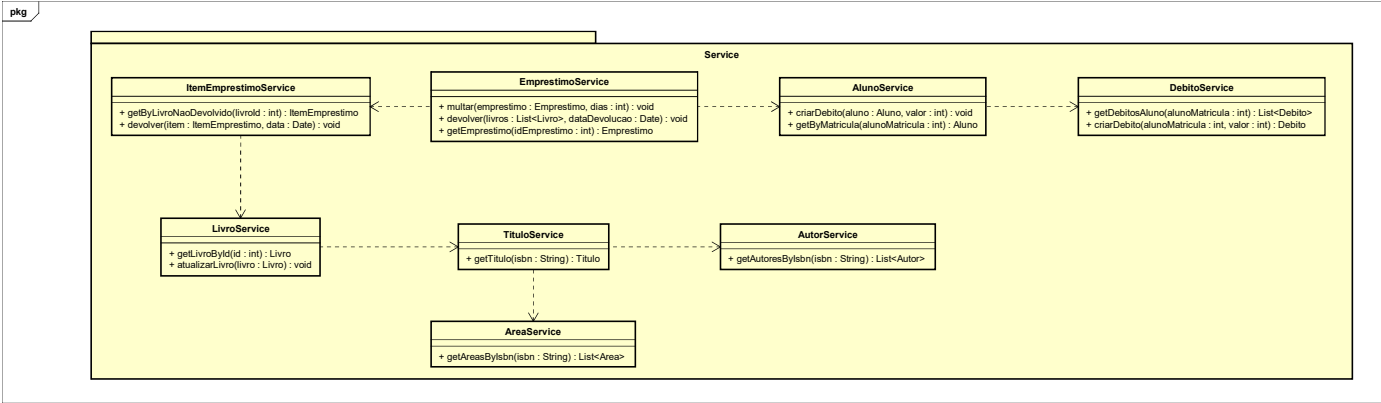 pkg
Service
ItemEmprestimoService
+ getByLivroNaoDevolvido(livroId : int) : ItemEmprestimo
+ devolver(item : ItemEmprestimo, data : Date) : void
EmprestimoService
+ multar(emprestimo : Emprestimo, dias : int) : void
+ devolver(livros : List<Livro>, dataDevolucao : Date) : void
+ getEmprestimo(idEmprestimo : int) : Emprestimo
AlunoService
+ criarDebito(aluno : Aluno, valor : int) : void
+ getByMatricula(alunoMatricula : int) : Aluno
DebitoService
+ getDebitosAluno(alunoMatricula : int) : List<Debito>
+ criarDebito(alunoMatricula : int, valor : int) : Debito
LivroService
+ getLivroById(id : int) : Livro
+ atualizarLivro(livro : Livro) : void
TituloService
+ getTitulo(isbn : String) : Titulo
AutorService
+ getAutoresByIsbn(isbn : String) : List<Autor>
AreaService
+ getAreasByIsbn(isbn : String) : List<Area>